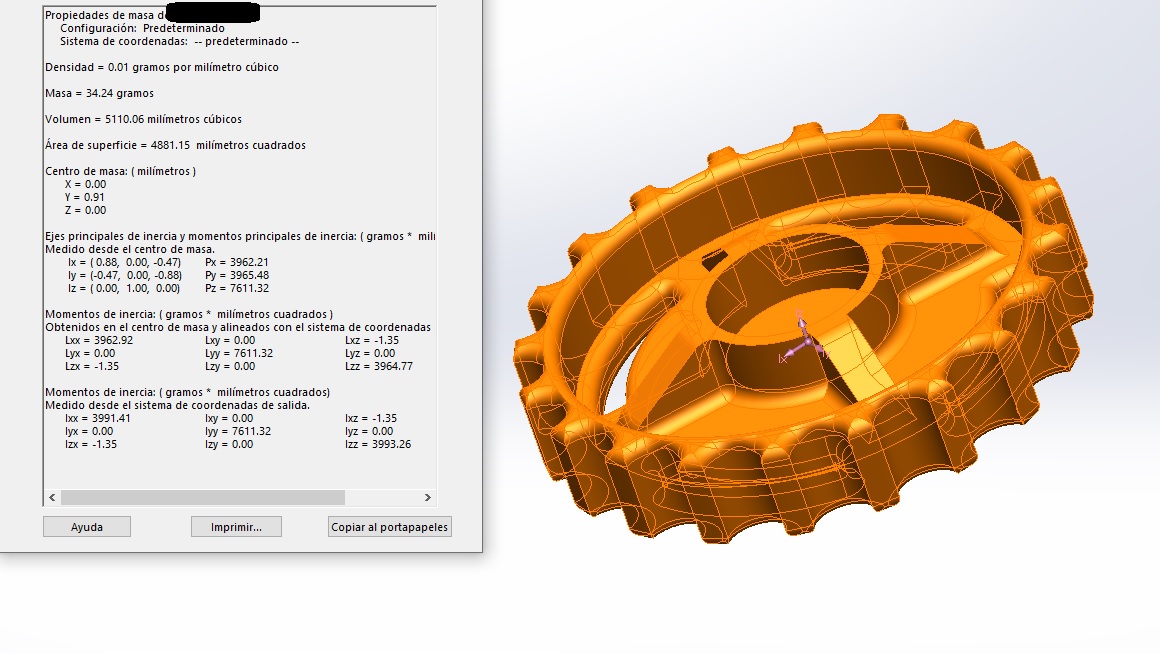 Propiedades de masa de
Configuración: Predeterminado
Sistema de coordenadas: -- predeterminado --
Densidad = 0.01 gramos por milímetro cúbico
Masa = 34.24 gramos
Volumen = 5110.06 milímetros cúbicos
Área de superficie = 4881.15 milímetros cuadrados
Centro de masa: ( milímetros )
X = 0.00
Y = 0.91
Z = 0.00
Ejes principales de inercia y momentos principales de inercia: ( gramos * mili
Medido desde el centro de masa.
Ix = ( 0.88, 0.00, -0.47) Px = 3962.21
Iy = (-0.47, 0.00, -0.88) Py = 3965.48
Iz = ( 0.00, 1.00, 0.00) Pz = 7611.32
Momentos de inercia: ( gramos * milímetros cuadrados )
Obtenidos en el centro de masa y alineados con el sistema de coordenadas
Lxx = 3962.92 Lxy = 0.00 Lxz = -1.35
Lyx = 0.00 Lyy = 7611.32 Lyz = 0.00
Lzx = -1.35 Lzy = 0.00 Lzz = 3964.77
Momentos de inercia: ( gramos * milímetros cuadrados)
Medido desde el sistema de coordenadas de salida.
Ixx = 3991.41 Ixy = 0.00 Ixz = -1.35
Iyx = 0.00 Iyy = 7611.32 Iyz = 0.00
Izx = -1.35 Izy = 0.00 Izz = 3993.26
Ayuda Imprimir... Copiar al portapapeles
Ix